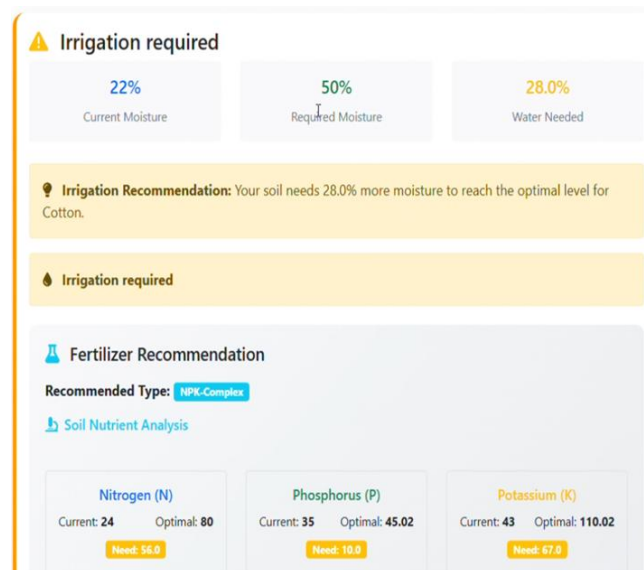 Irrigation required
22% 50% 28.0%
Current Moisture Required Moisture Water Needed
Irrigation Recommendation: Your soil needs 28.0% more moisture to reach the optimal level for
Cotton.
Irrigation required
Fertilizer Recommendation
Recommended Type: NPK-Complex
Soil Nutrient Analysis
Nitrogen (N) Phosphorus (P) Potassium (K)
Current: 24 Optimal: 80 Current: 35 Optimal: 45.02 Current: 43 Optimal: 110.02
Need: 56.0 Need: 10.0 Need: 67.0